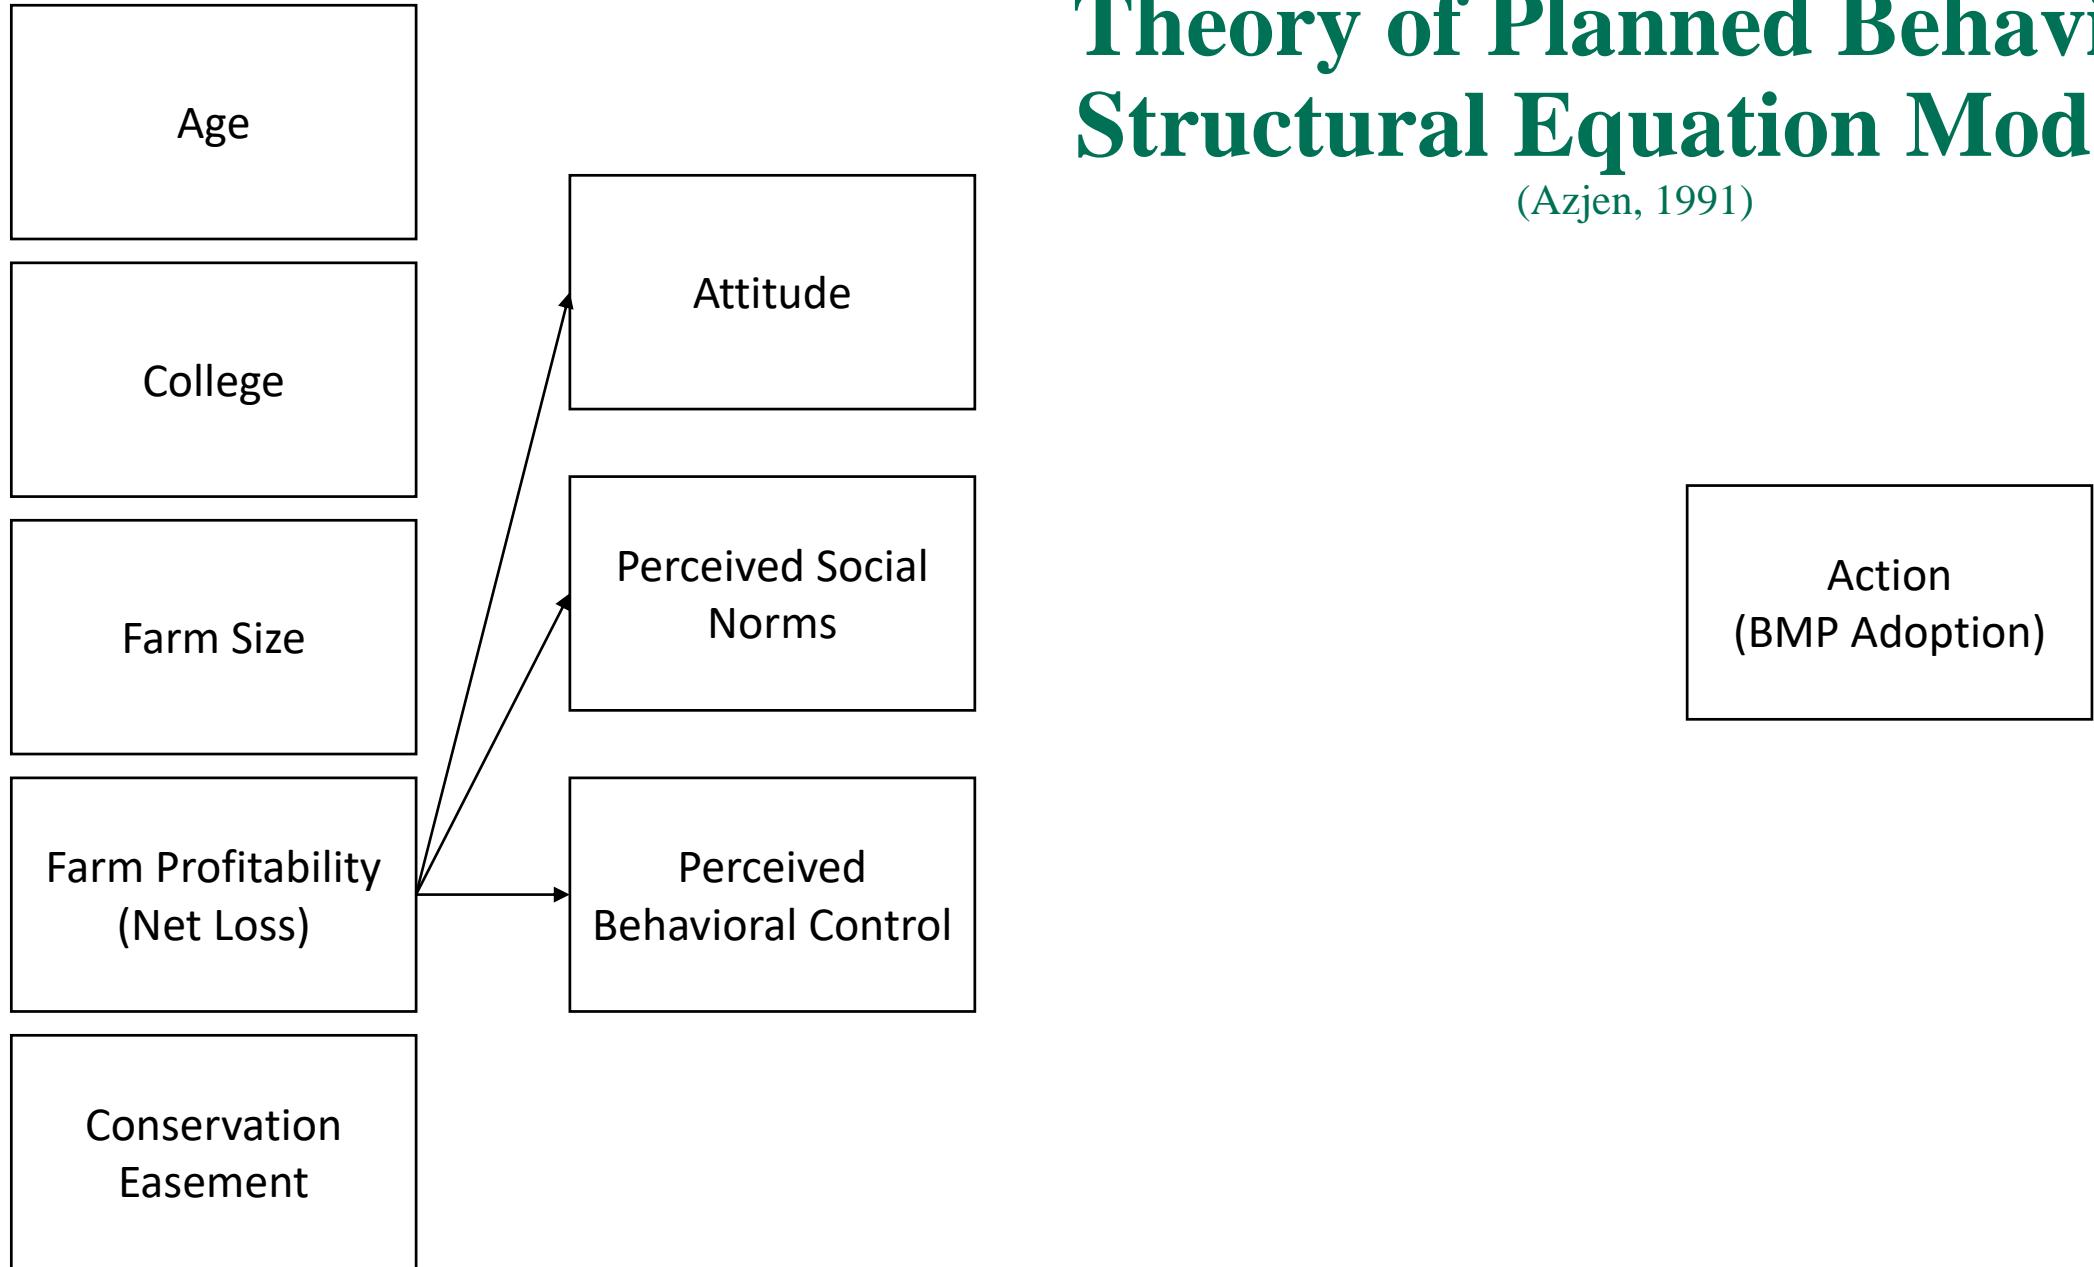 Theory of Planned Behavi
Structural Equation Mod
(Azjen, 1991)
Age
College
Farm Size
Farm Profitability
(Net Loss)
Conservation
Easement
Attitude
Perceived Social
Norms
Perceived
Behavioral Control
Action
(BMP Adoption)